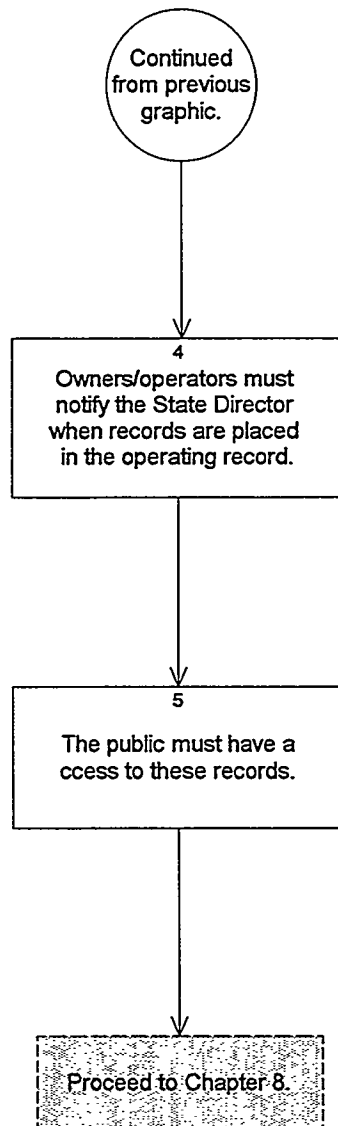 Continued
from previous
graphic.
4
Owners/operators must
notify the State Director
when records are placed
in the operating record.
5
The public must have a
ccess to these records.
Proceed to Chapter 8.